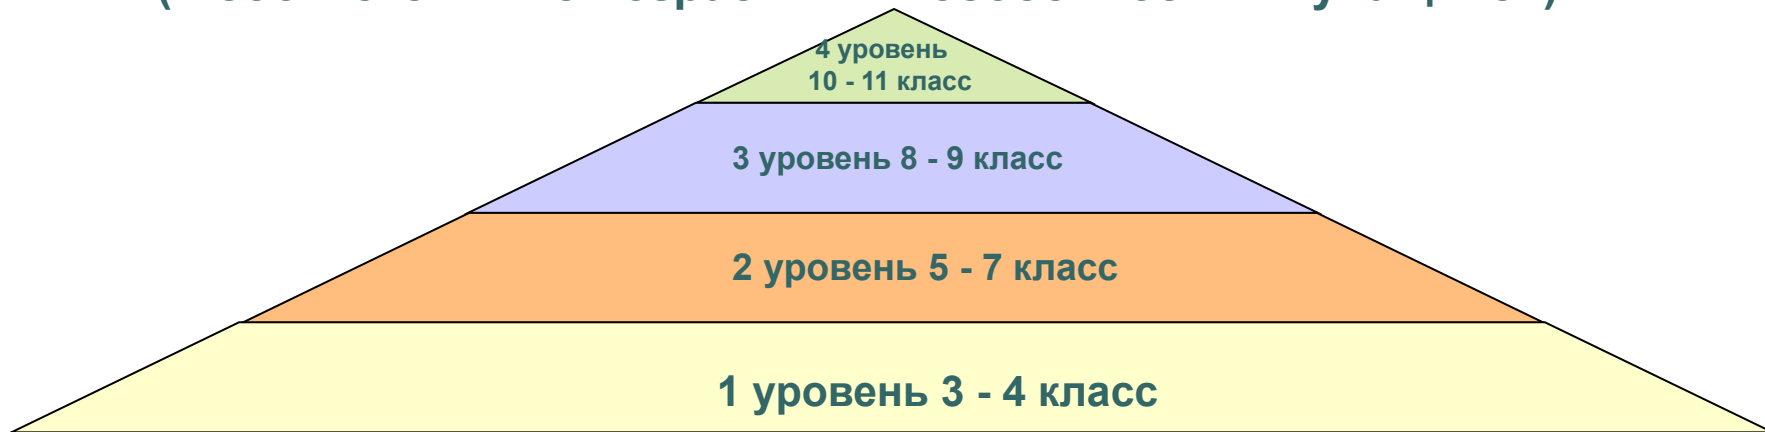 4 уровень
10 - 11 класс
3 уровень 8 - 9 класс
2 уровень 5 - 7 класс
1 уровень 3 - 4 класс